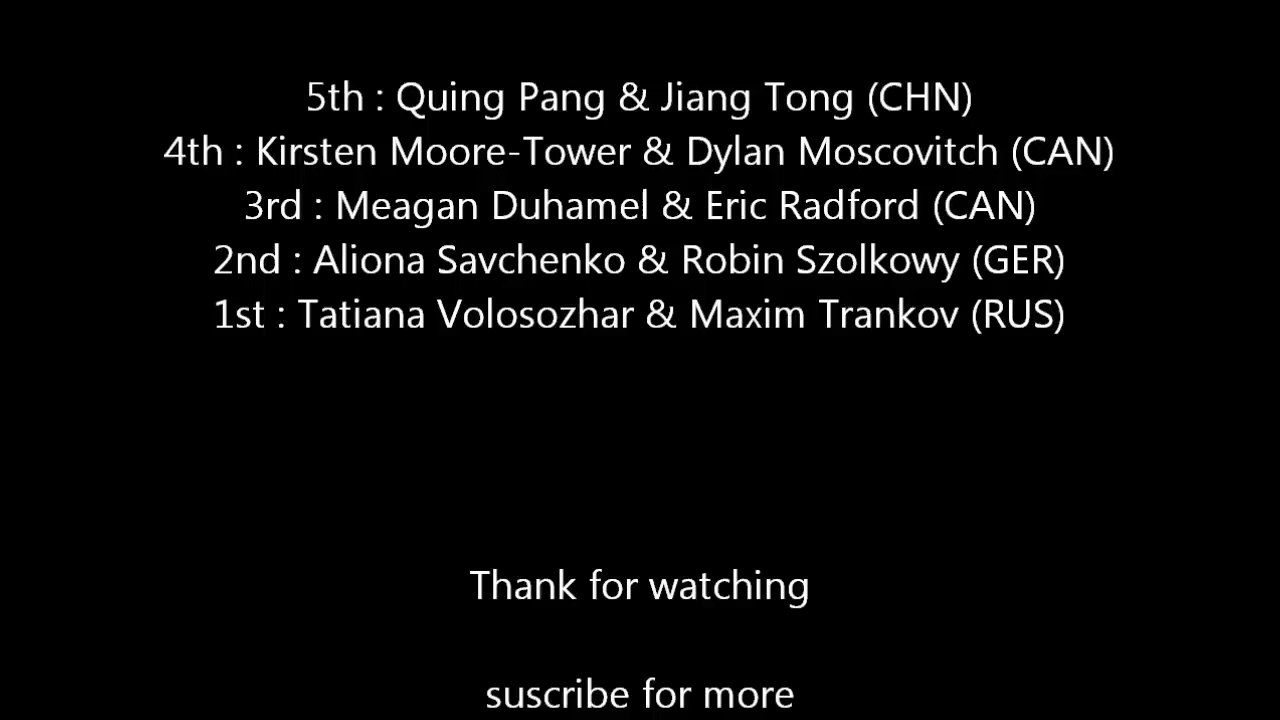 5th : Quing Pang & Jiang Tong (CHN)
4th : Kirsten Moore-Tower & Dylan Moscovitch (CAN)
3rd : Meagan Duhamel & Eric Radford (CAN)
2nd : Aliona Savchenko & Robin Szolkowy (GER)
1st : Tatiana Volosozhar & Maxim Trankov (RUS)
Thank for watching
suscribe for more